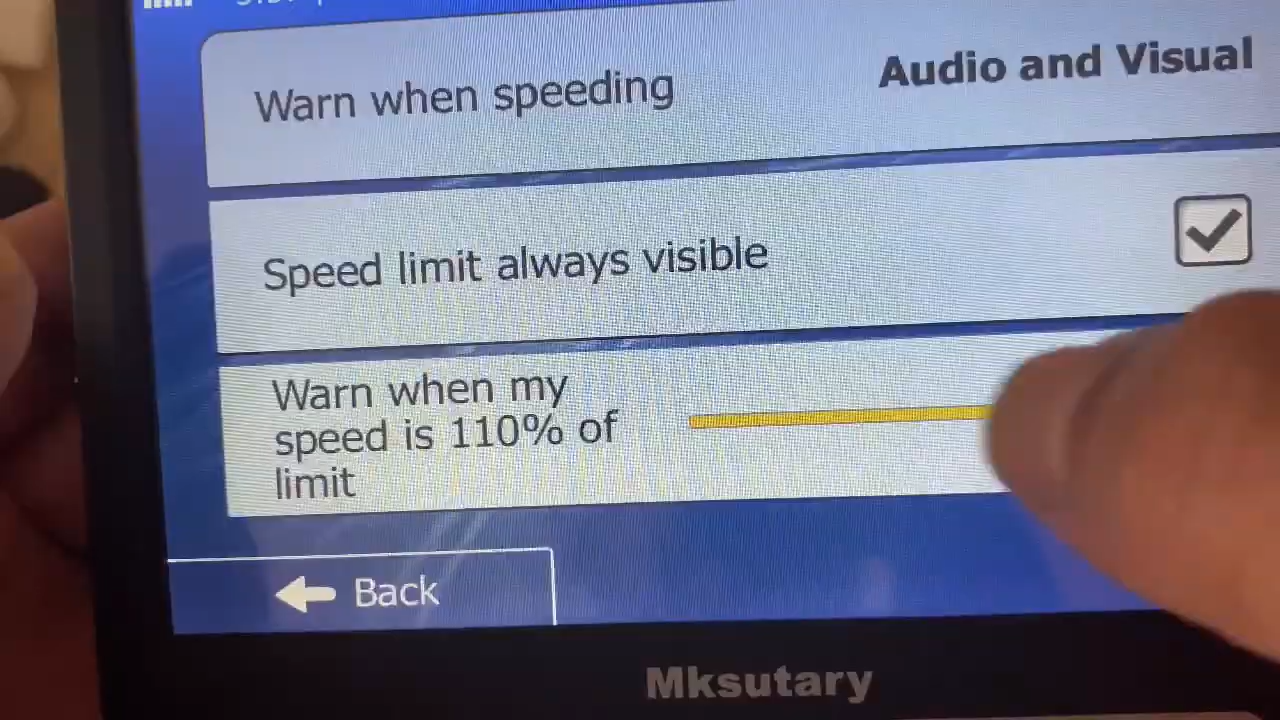 Warn when speeding
Audio and Visual
Speed limit always visible
Warn when my
speed is 110% of
limit
Back
Mksutary